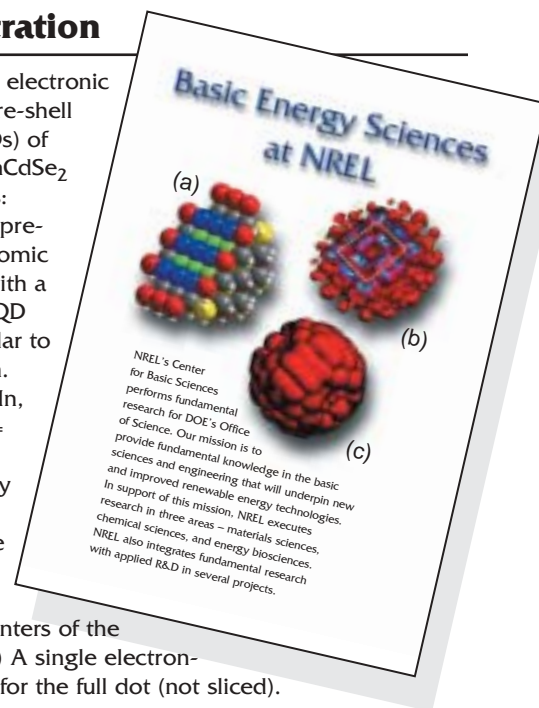 tration
electronic
re-shell
s) of
CdSe2
:
pre-
omic
ith a
QD
lar to
n.
In,
=
y
e
nters of the
) A single electron-
for the full dot (not sliced).
Basic Energy Sciences
at NREL
(a)
(b)
(c)
NREL's Center
for Basic Sciences
performs fundamental
research for DOE's Office
of Science. Our mission is to
provide fundamental knowledge in the basic
sciences and engineering that will underpin new
and improved renewable energy technologies.
In support of this mission, NREL executes
research in three areas – materials sciences,
chemical sciences, and energy biosciences.
NREL also integrates fundamental research
with applied R&D in several projects.